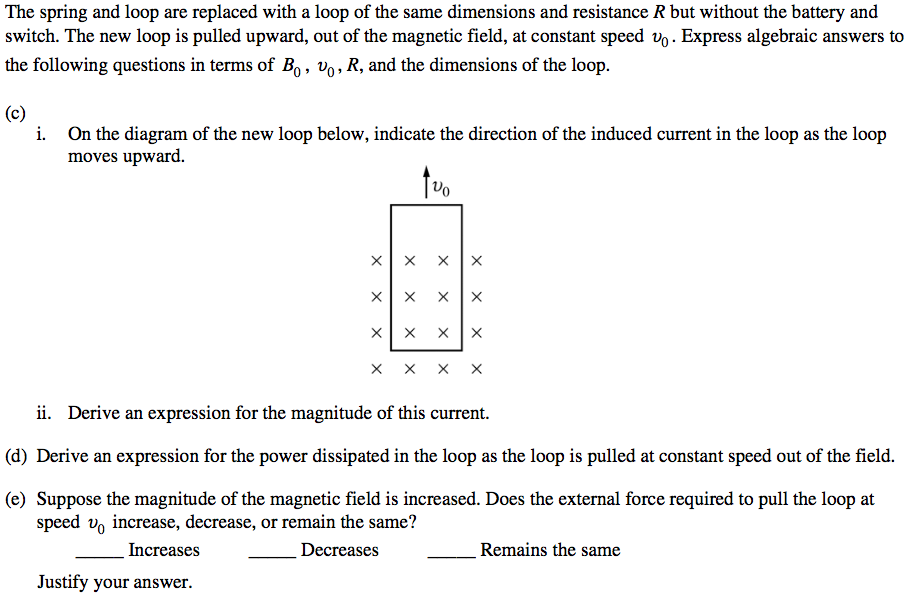 The spring and loop are replaced with a loop of the same dimensions and resistance R but without the battery and
switch. The new loop is pulled upward, out of the magnetic field, at constant speed v₀. Express algebraic answers to
the following questions in terms of B₀, v₀, R, and the dimensions of the loop.
(c)
i. On the diagram of the new loop below, indicate the direction of the induced current in the loop as the loop
moves upward.
v₀
× × × ×
× × × ×
× × × ×
× × × ×
ii. Derive an expression for the magnitude of this current.
(d) Derive an expression for the power dissipated in the loop as the loop is pulled at constant speed out of the field.
(e) Suppose the magnitude of the magnetic field is increased. Does the external force required to pull the loop at
speed v₀ increase, decrease, or remain the same?
_____ Increases _____ Decreases _____ Remains the same
Justify your answer.